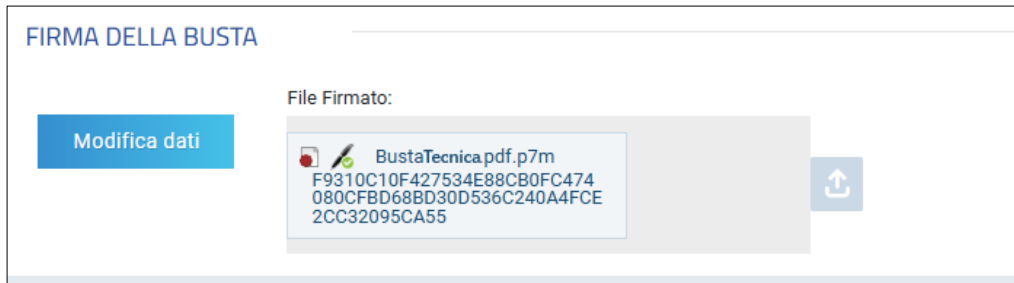 FIRMA DELLA BUSTA
File Firmato:
Modifica dati
BustaTecnica.pdf.p7m
F9310C10F427534E88CB0FC474
080CFBD68BD30D536C240A4FCE
2CC32095CA55